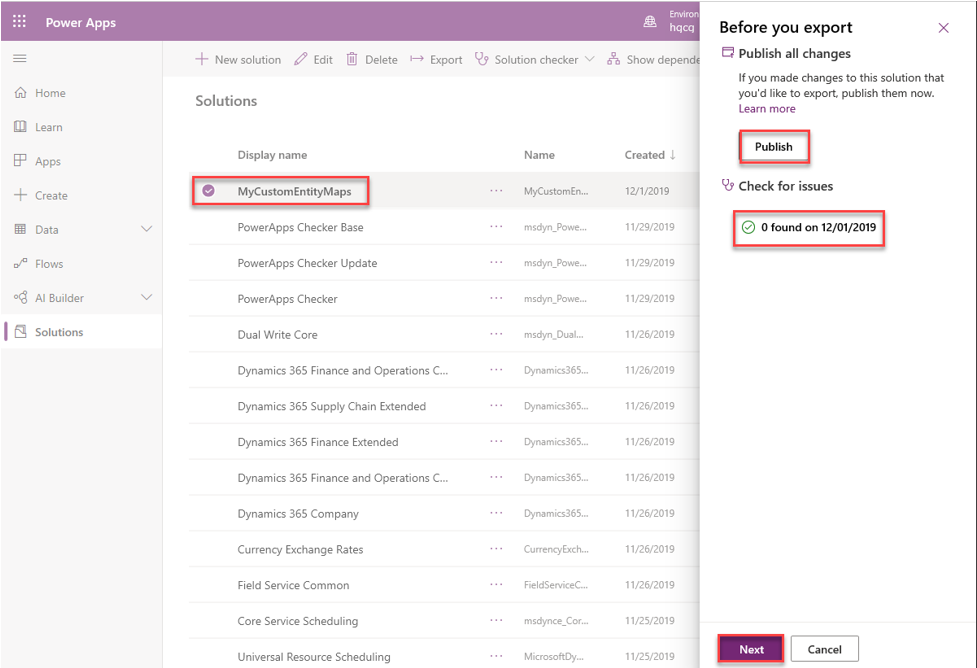 Power Apps
Environ
hqcq
New solution Edit Delete Export Solution checker Show depende
Home
Learn
Apps
Create
Data
Flows
AI Builder
Solutions
Solutions
Display name Name Created ↓
MyCustomEntityMaps ··· MyCustomEn... 12/1/2019
PowerApps Checker Base ··· msdyn_Powe... 11/29/2019
PowerApps Checker Update ··· msdyn_Powe... 11/29/2019
PowerApps Checker ··· msdyn_Powe... 11/29/2019
Dual Write Core ··· msdyn_Dual... 11/26/2019
Dynamics 365 Finance and Operations C... ··· Dynamics365... 11/26/2019
Dynamics 365 Supply Chain Extended ··· Dynamics365... 11/26/2019
Dynamics 365 Finance Extended ··· Dynamics365... 11/26/2019
Dynamics 365 Finance and Operations C... ··· Dynamics365... 11/26/2019
Dynamics 365 Company ··· Dynamics365... 11/26/2019
Currency Exchange Rates ··· CurrencyExch... 11/26/2019
Field Service Common ··· FieldServiceC... 11/26/2019
Core Service Scheduling ··· msdynce_Cor... 11/25/2019
Universal Resource Scheduling ··· MicrosoftDy... 11/25/2019
Before you export
Publish all changes
If you made changes to this solution that
you'd like to export, publish them now.
Learn more
Publish
Check for issues
0 found on 12/01/2019
Next Cancel